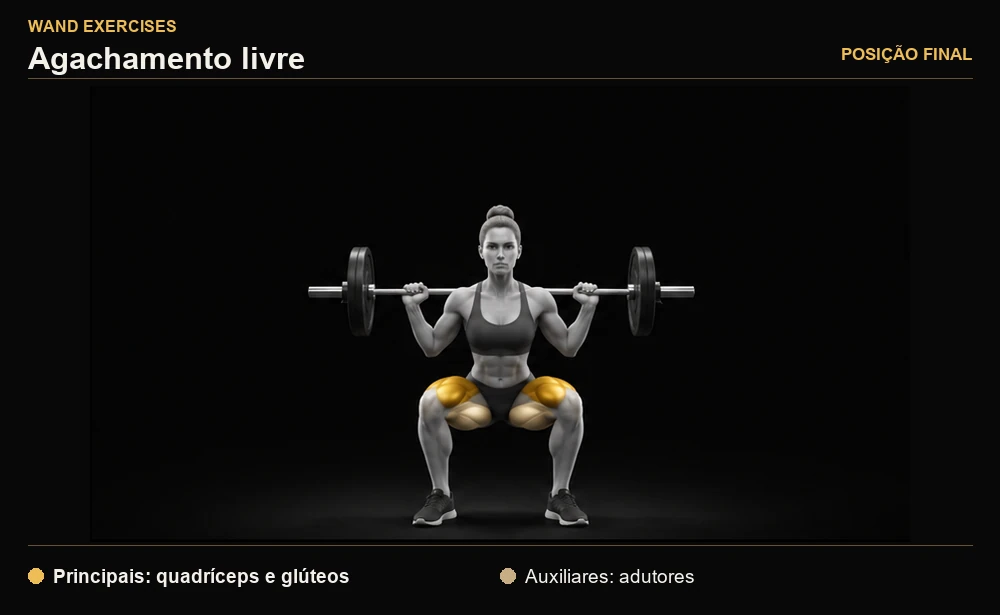 WAND EXERCISES
Agachamento livre
POSIÇÃO FINAL
Principais: quadríceps e glúteos
Auxiliares: adutores